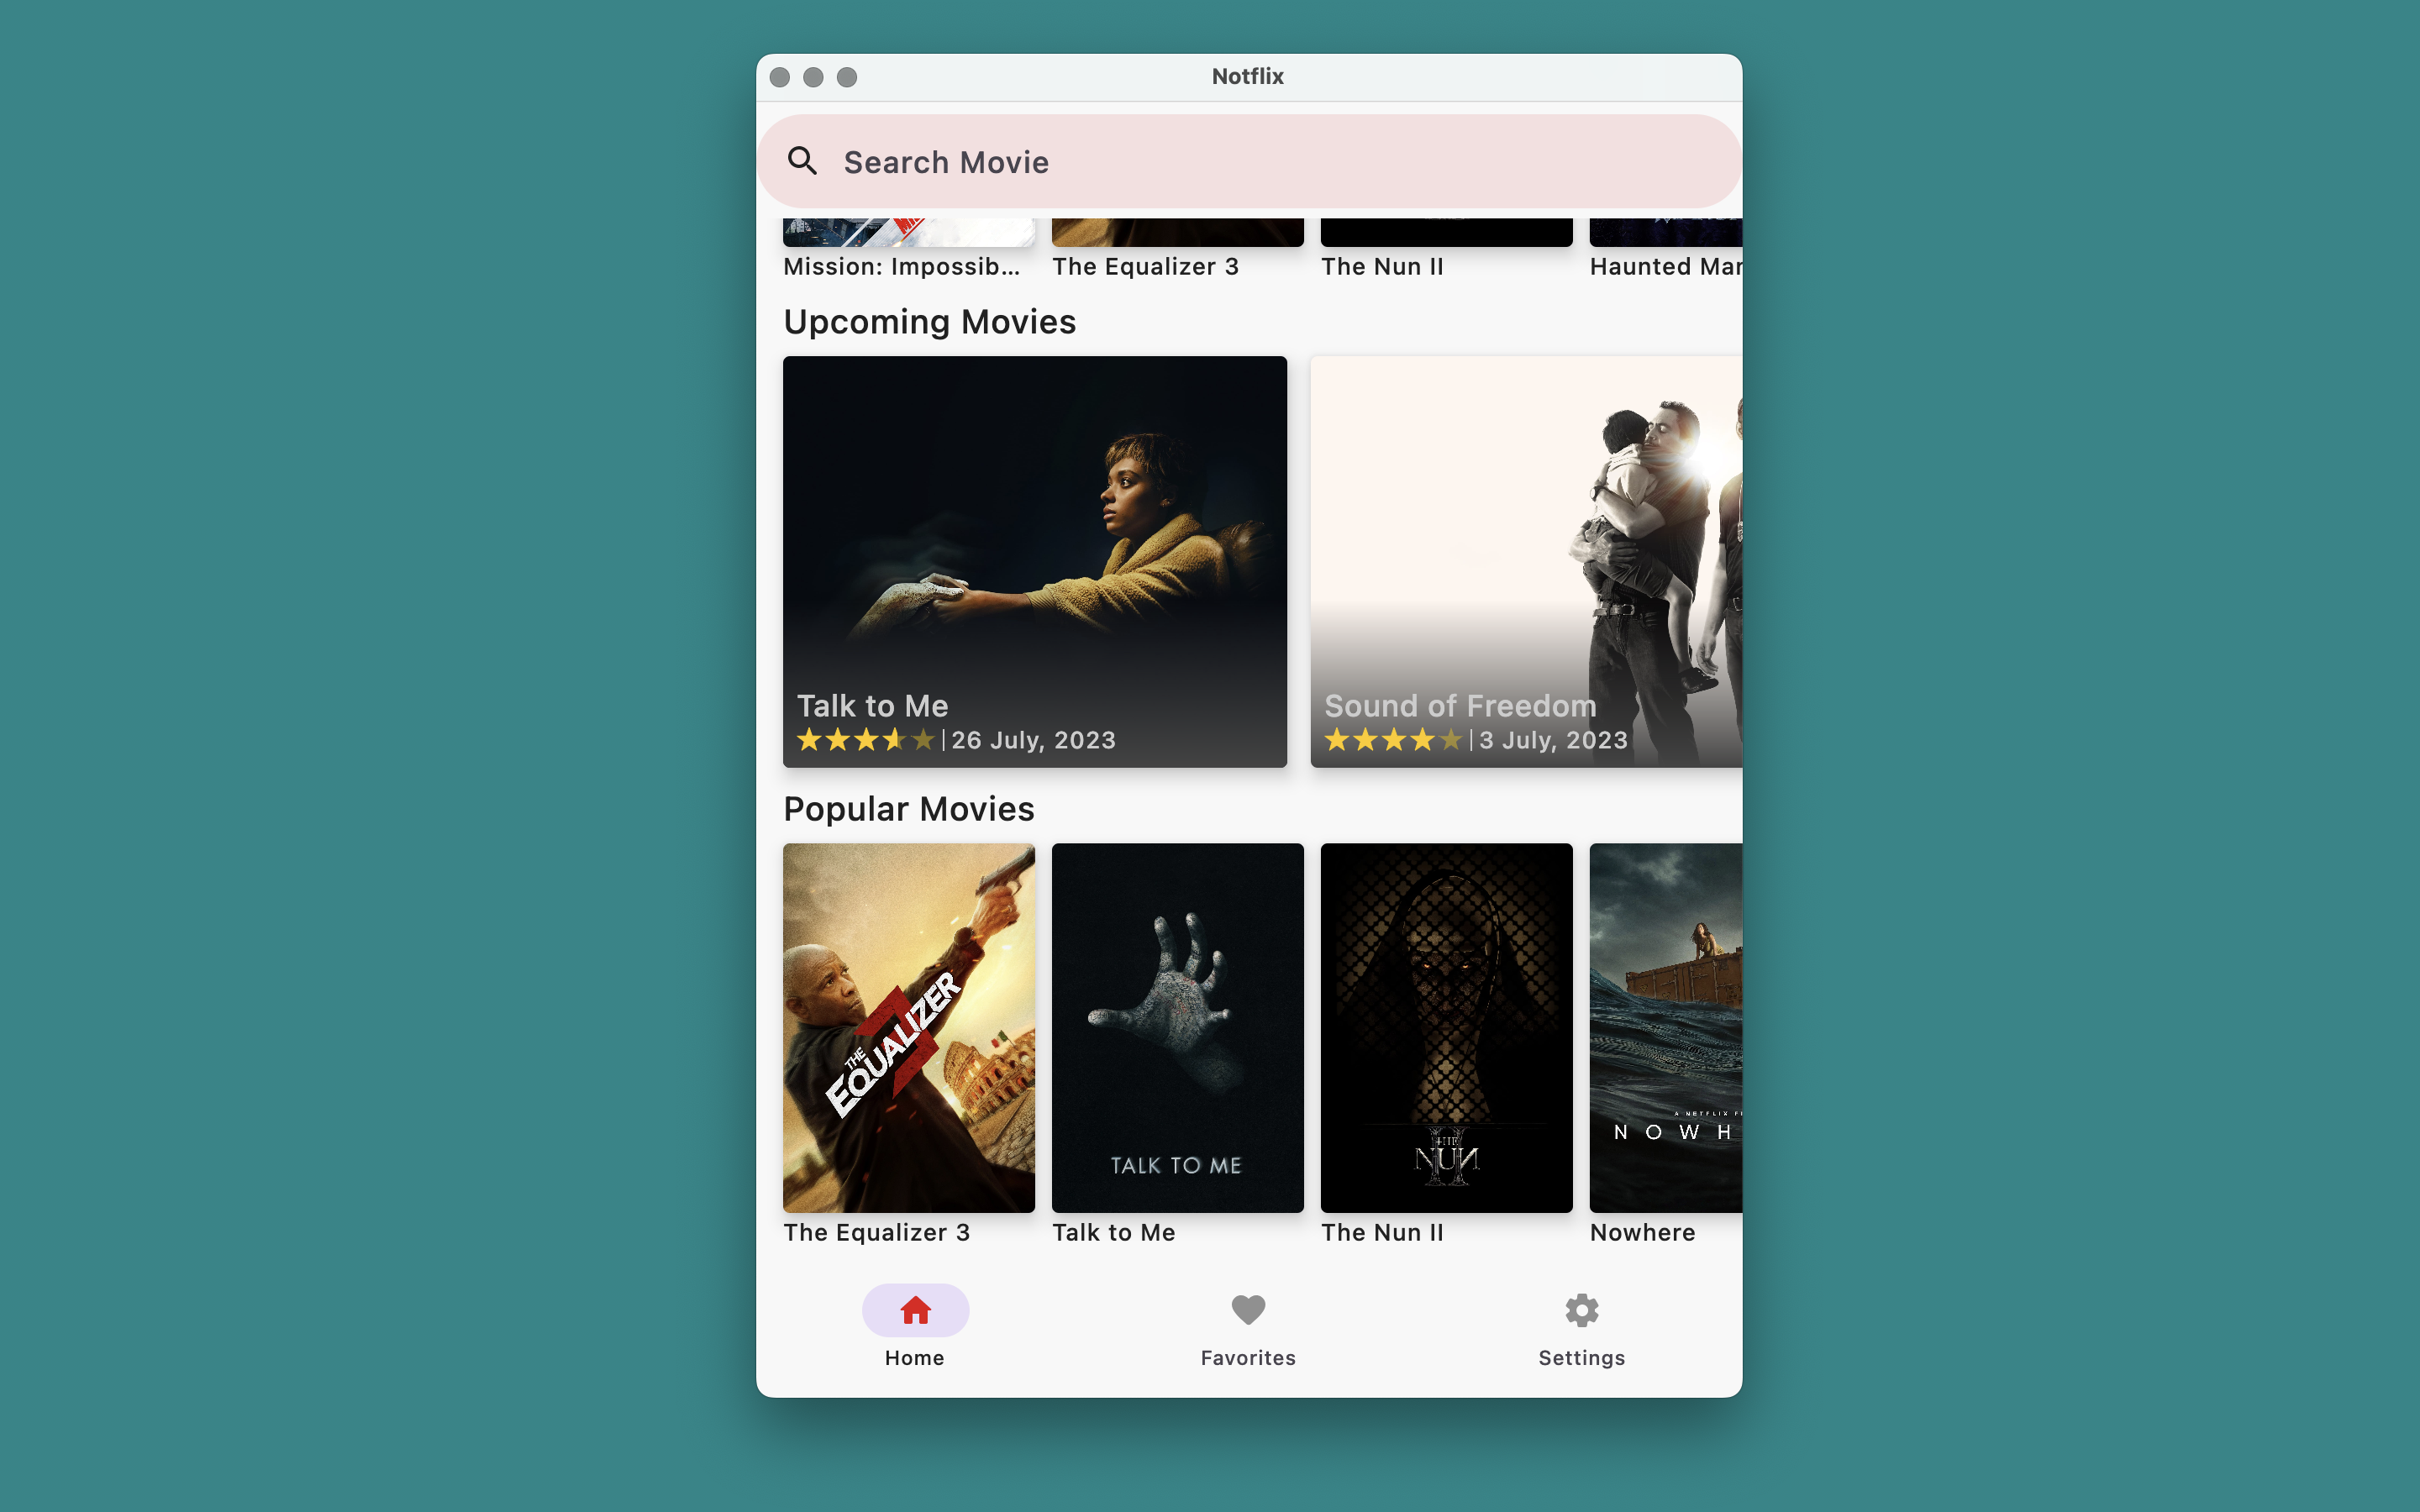 Notflix
Search Movie
Mission: Impossib...
The Equalizer 3
The Nun II
Haunted Mar
Upcoming Movies
Talk to Me
26 July, 2023
Sound of Freedom
3 July, 2023
Popular Movies
THE
EQUALIZER
3
TALK TO ME
THE
NUN
II
A NETFLIX FI
NOWH
The Equalizer 3
Talk to Me
The Nun II
Nowhere
Home
Favorites
Settings